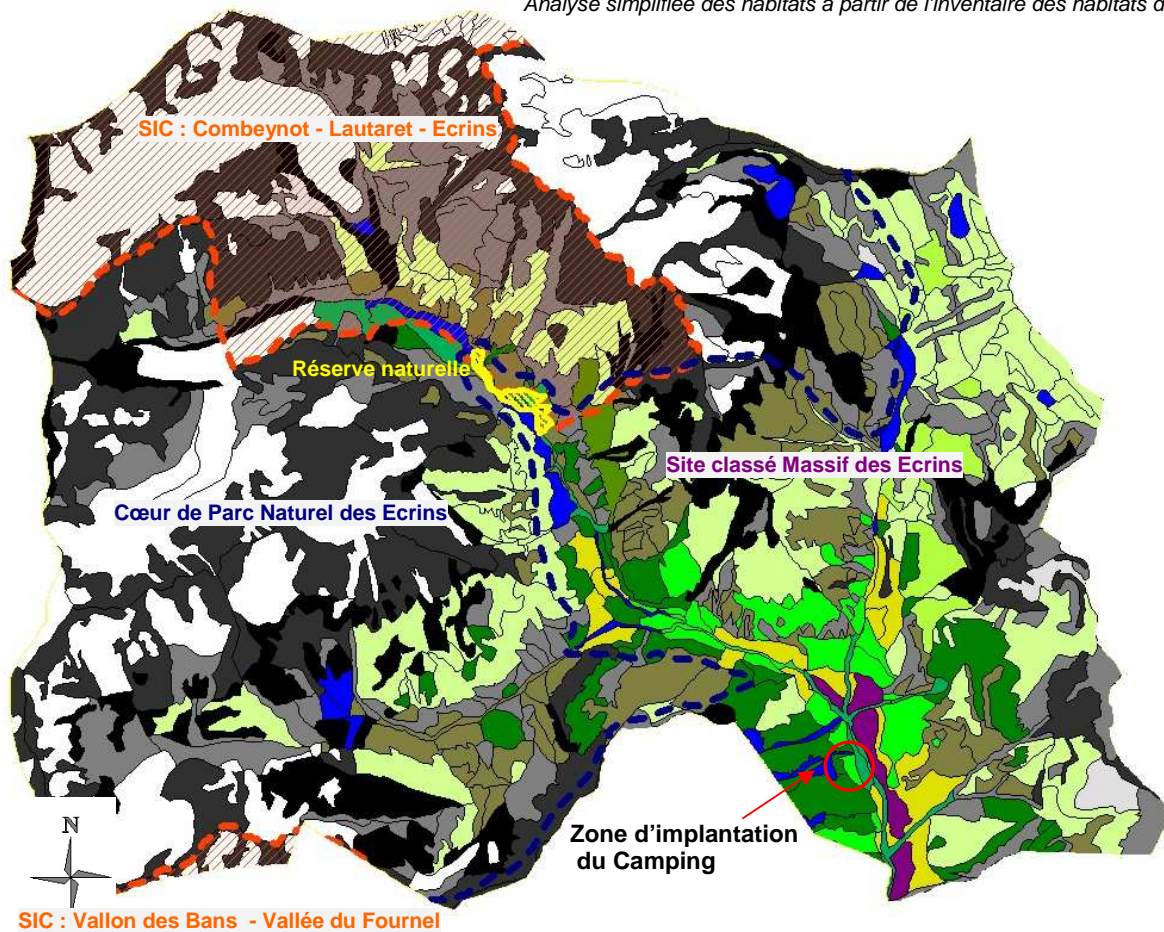 Analyse simplifiée des habitats à partir de l'inventaire des habitats d
SIC : Combeynot - Lautaret - Ecrins
Réserve naturelle
Site classé Massif des Ecrins
Cœur de Parc Naturel des Ecrins
Zone d'implantation
du Camping
N
SIC : Vallon des Bans - Vallée du Fournel